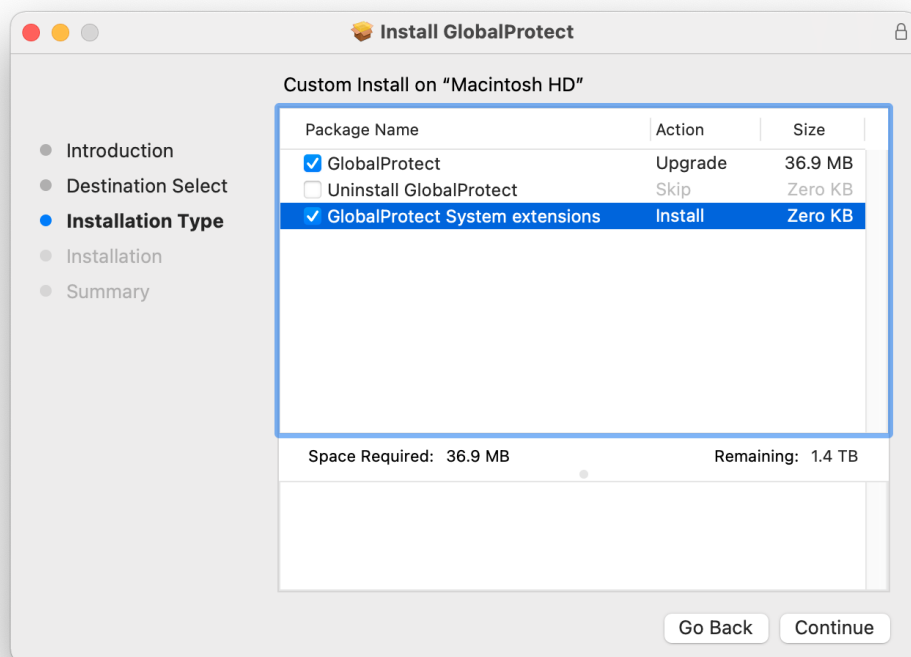 Install GlobalProtect
Custom Install on “Macintosh HD”
Introduction
Destination Select
Installation Type
Installation
Summary
Package Name Action Size
GlobalProtect Upgrade 36.9 MB
Uninstall GlobalProtect Skip Zero KB
GlobalProtect System extensions Install Zero KB
Space Required: 36.9 MB Remaining: 1.4 TB
Go Back Continue